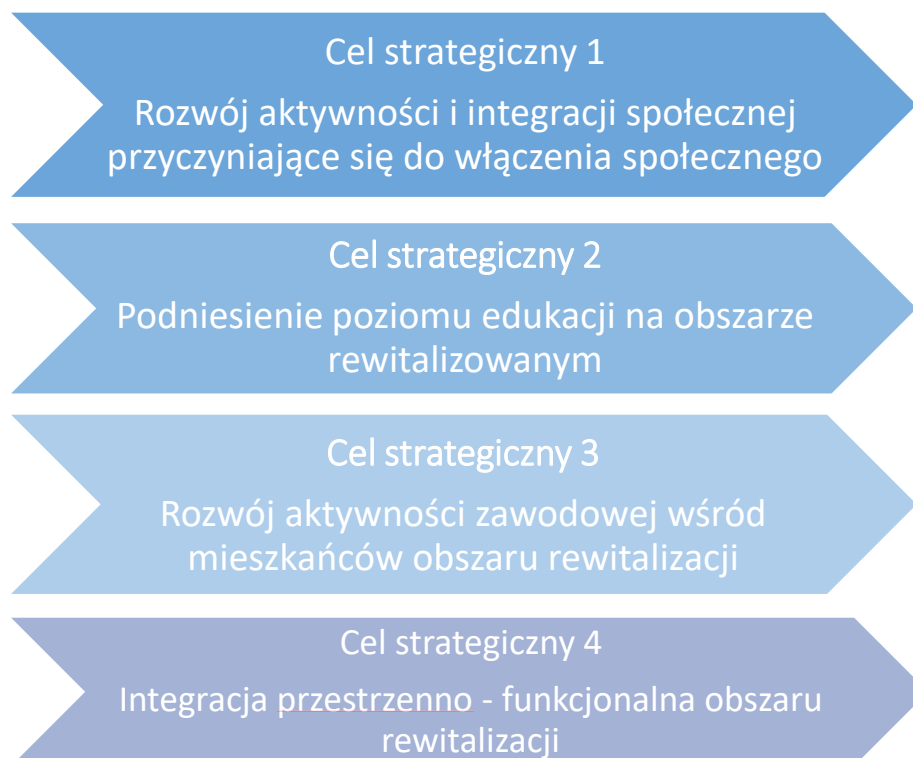 Cel strategiczny 1
Rozwój aktywności i integracji społecznej
przyczyniające się do włączenia społecznego
Cel strategiczny 2
Podniesienie poziomu edukacji na obszarze
rewitalizowanym
Cel strategiczny 3
Rozwój aktywności zawodowej wśród
mieszkańców obszaru rewitalizacji
Cel strategiczny 4
Integracja przestrzenno - funkcjonalna obszaru
rewitalizacji